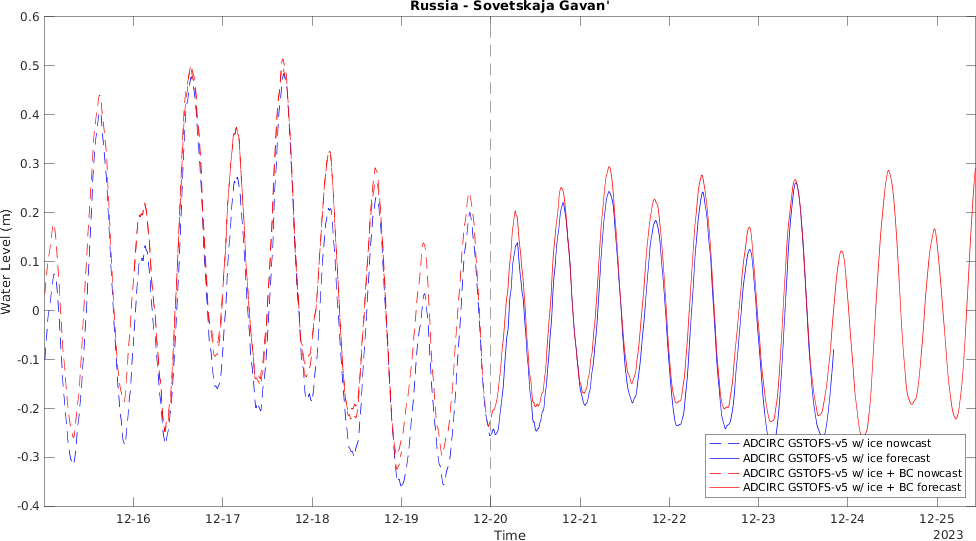 Russia - Sovetskaja Gavan'
0.6
0.5
0.4
0.3
0.2
0.1
0
-0.1
-0.2
-0.3
-0.4
Water Level (m)
12-16 12-17 12-18 12-19 12-20 12-21 12-22 12-23 12-24 12-25
Time
2023
ADCIRC GSTOFS-v5 w/ ice nowcast
ADCIRC GSTOFS-v5 w/ ice forecast
ADCIRC GSTOFS-v5 w/ ice + BC nowcast
ADCIRC GSTOFS-v5 w/ ice + BC forecast